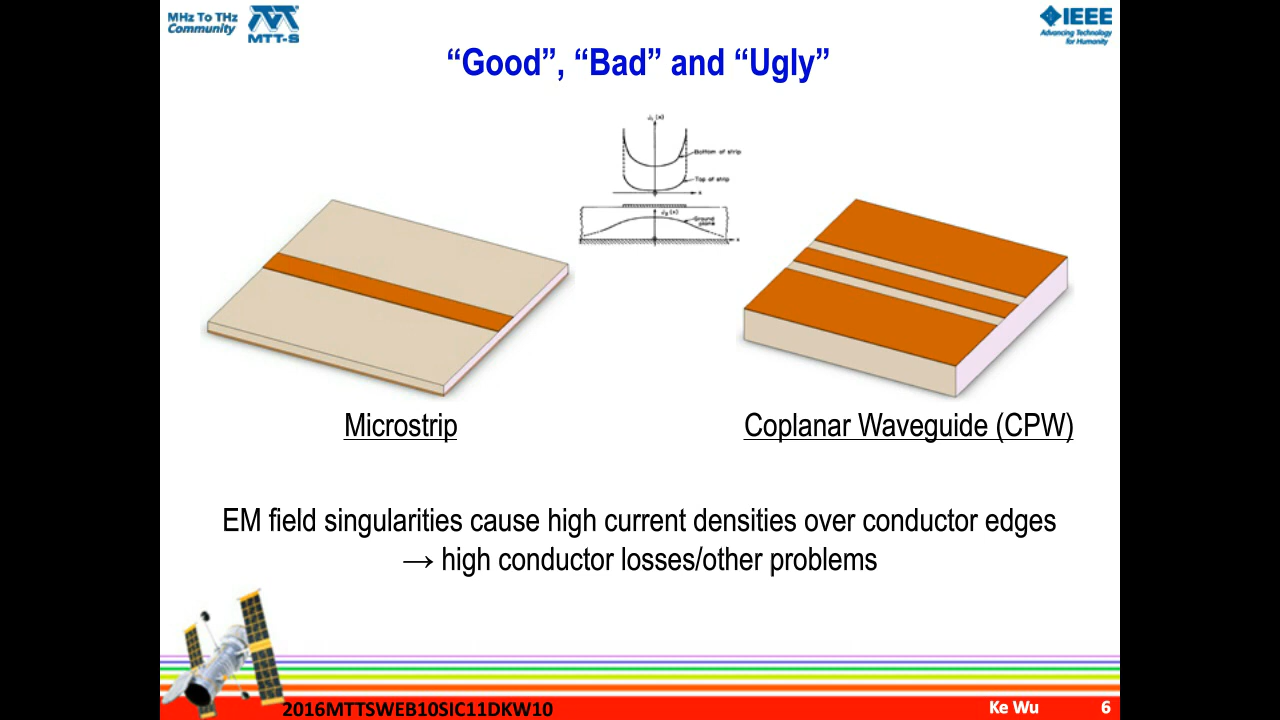 MHz To THz
Community
MTT-S
IEEE
Advancing Technology
for Humanity
“Good”, “Bad” and “Ugly”
Bottom of strip
Top of strip
x
Ground
plane
x
Microstrip
Coplanar Waveguide (CPW)
EM field singularities cause high current densities over conductor edges
→ high conductor losses/other problems
2016MTTSWEB10SIC11DKW10
Ke Wu
6